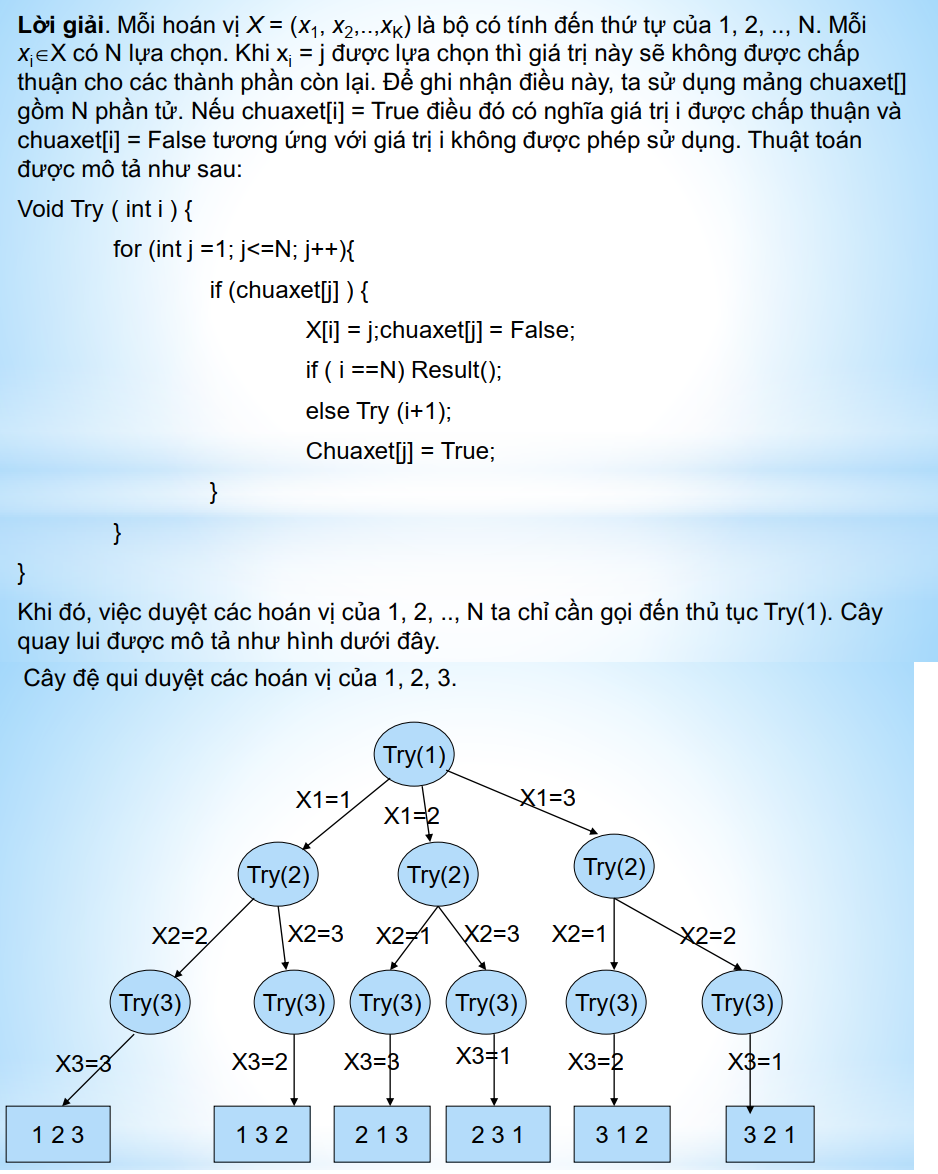 Lời giải. Mỗi hoán vị X = (x1, x2,..,xK) là bộ có tính đến thứ tự của 1, 2, .., N. Mỗi
xi∈X có N lựa chọn. Khi xi = j được lựa chọn thì giá trị này sẽ không được chấp
thuận cho các thành phần còn lại. Để ghi nhận điều này, ta sử dụng mảng chuaxet[]
gồm N phần tử. Nếu chuaxet[i] = True điều đó có nghĩa giá trị i được chấp thuận và
chuaxet[i] = False tương ứng với giá trị i không được phép sử dụng. Thuật toán
được mô tả như sau:
Void Try ( int i ) {
for (int j =1; j<=N; j++){
if (chuaxet[j] ) {
X[i] = j;chuaxet[j] = False;
if ( i ==N) Result();
else Try (i+1);
Chuaxet[j] = True;
}
}
}
Khi đó, việc duyệt các hoán vị của 1, 2, .., N ta chỉ cần gọi đến thủ tục Try(1). Cây
quay lui được mô tả như hình dưới đây.
Cây đệ qui duyệt các hoán vị của 1, 2, 3.
Try(1)
X1=1 X1=2 X1=3
Try(2) Try(2) Try(2)
X2=2 X2=3 X2=1 X2=3 X2=1 X2=2
Try(3) Try(3) Try(3) Try(3) Try(3) Try(3)
X3=3 X3=2 X3=3 X3=1 X3=2 X3=1
1 2 3 1 3 2 2 1 3 2 3 1 3 1 2 3 2 1